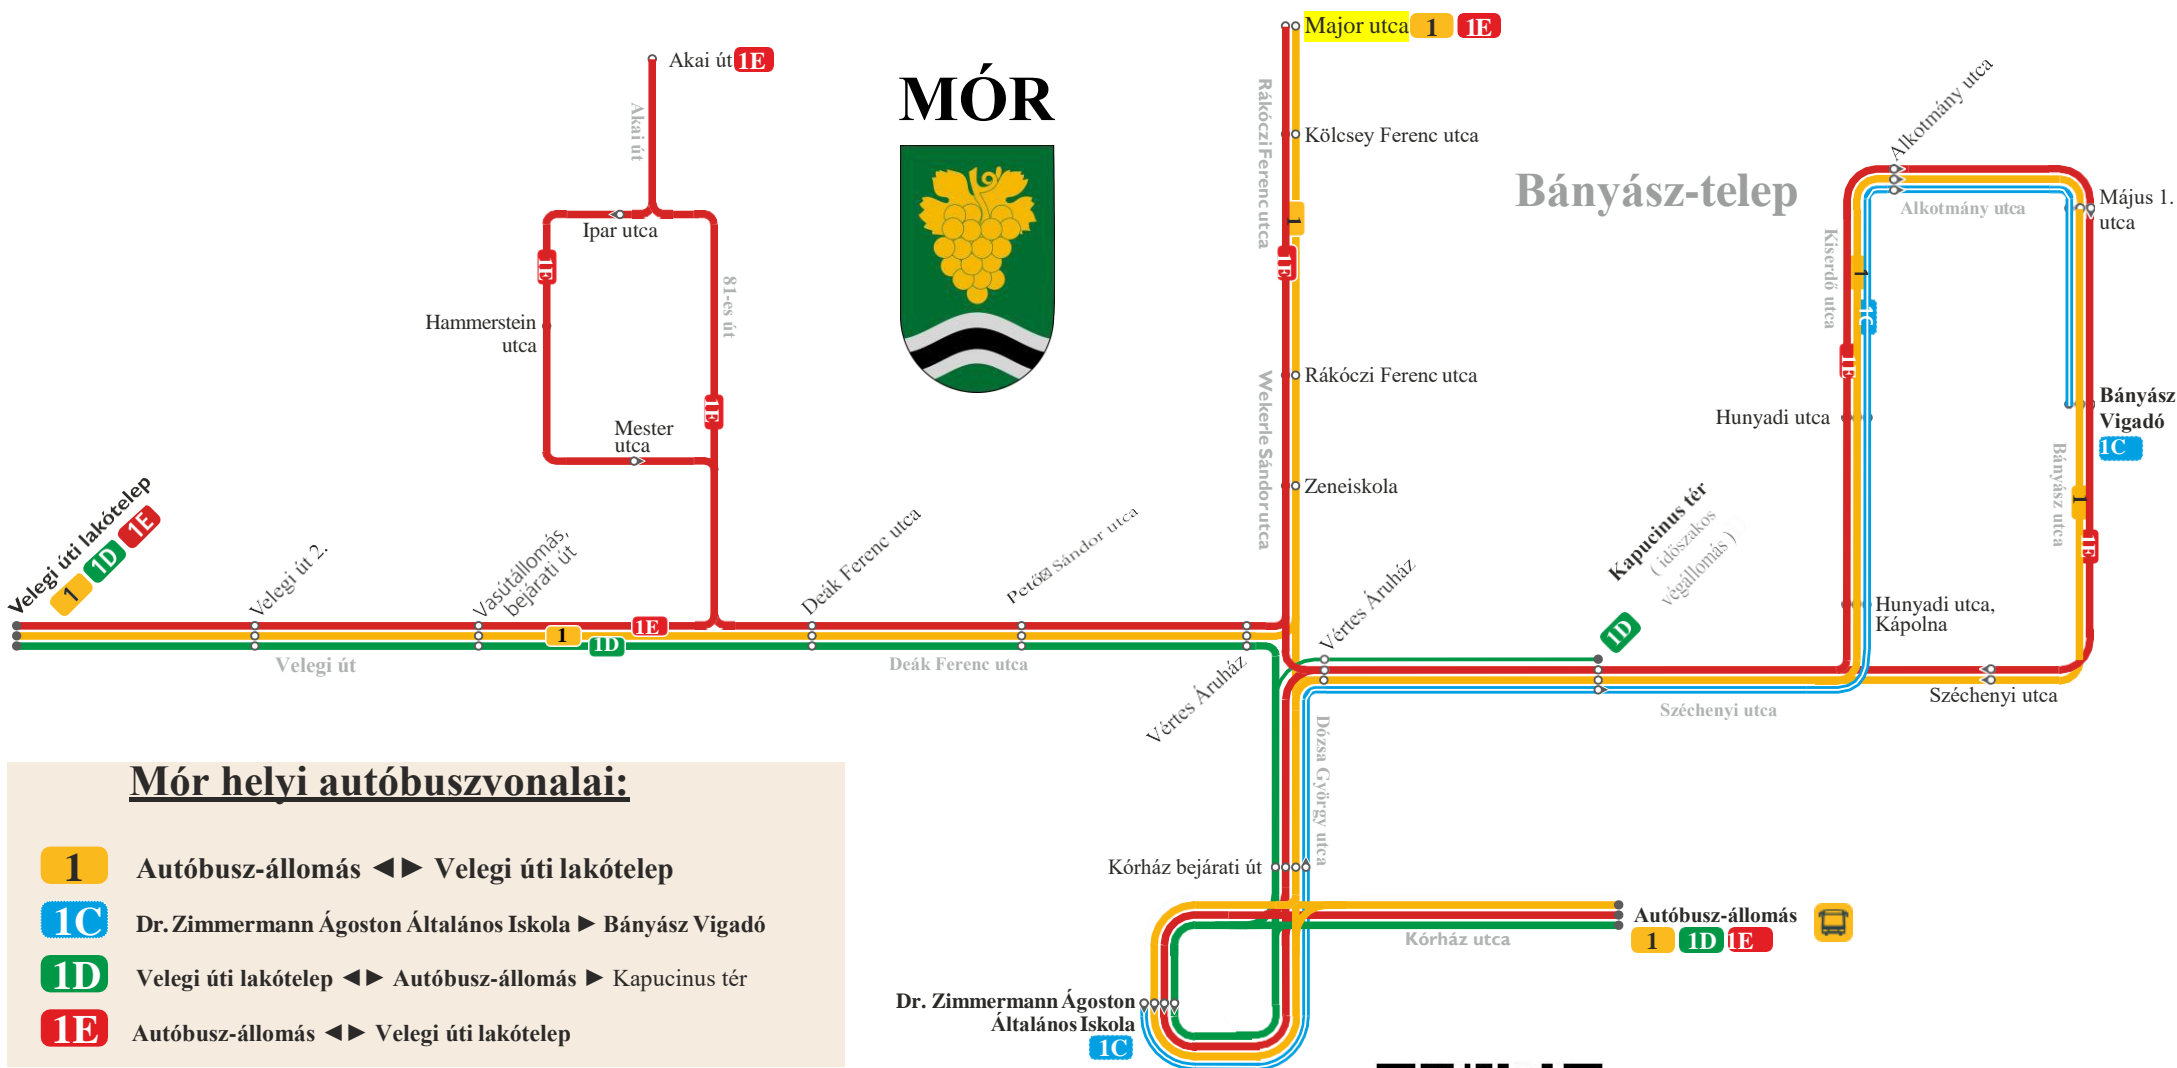 Major utca 1 1E
Akai út 1E
MÓR
Akai út
Rákóczi Ferenc utca
Kölcsey Ferenc utca
Bányász-telep
Alkotmány utca
Alkotmány utca
Május 1.
utca
Ipar utca
1E
81-es út
1
1E
Kiserdő utca
1
1C
Hammerstein
utca
1E
Wekerle Sándor utca
Rákóczi Ferenc utca
1E
Hunyadi utca
Bányász
Vigadó
1C
Mester
utca
Zeneiskola
Bányász utca
1
1E
Velegi úti lakótelep
1 1D 1E
Velegi út 2.
Vasútállomás,
bejárati út
Deák Ferenc utca
Sándor utca
Vértes Áruház
Kapucinus tér
( időszakos
végállomás )
1D
Hunyadi utca,
Kápolna
1
1E
1D
Velegi út
Deák Ferenc utca
Vértes Áruház
Széchenyi utca
Széchenyi utca
Dózsa György utca
Mór helyi autóbuszvonalai:
1 Autóbusz-állomás ◄► Velegi úti lakótelep
1C Dr. Zimmermann Ágoston Általános Iskola ► Bányász Vigadó
1D Velegi úti lakótelep ◄► Autóbusz-állomás ► Kapucinus tér
1E Autóbusz-állomás ◄► Velegi úti lakótelep
Kórház bejárati út
Autóbusz-állomás
1 1D 1E
Kórház utca
Dr. Zimmermann Ágoston
Általános Iskola
1C